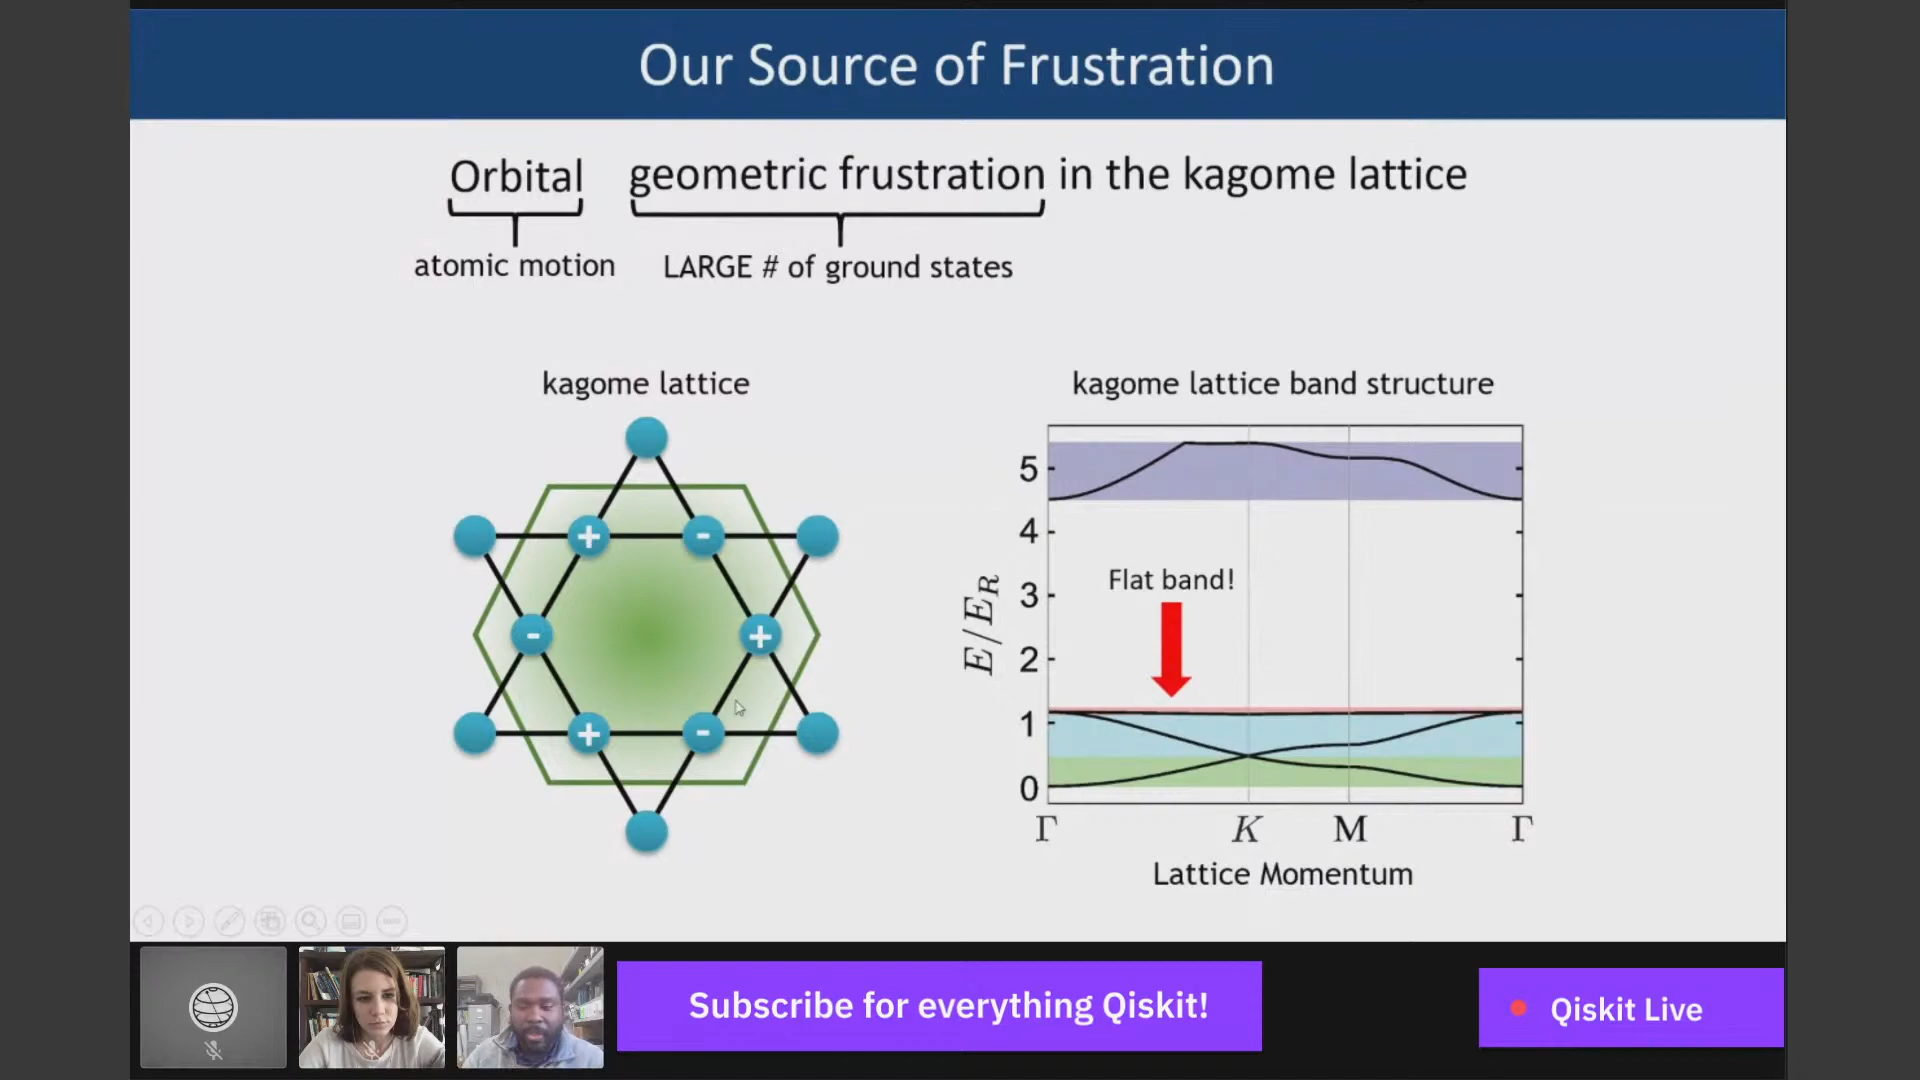 Our Source of Frustration
Orbital geometric frustration in the kagome lattice
atomic motion
LARGE # of ground states
kagome lattice
+ -
- +
+ -
kagome lattice band structure
5
4
3
2
1
0
E/E_R
Flat band!
Γ K M Γ
Lattice Momentum
Subscribe for everything Qiskit!
Qiskit Live